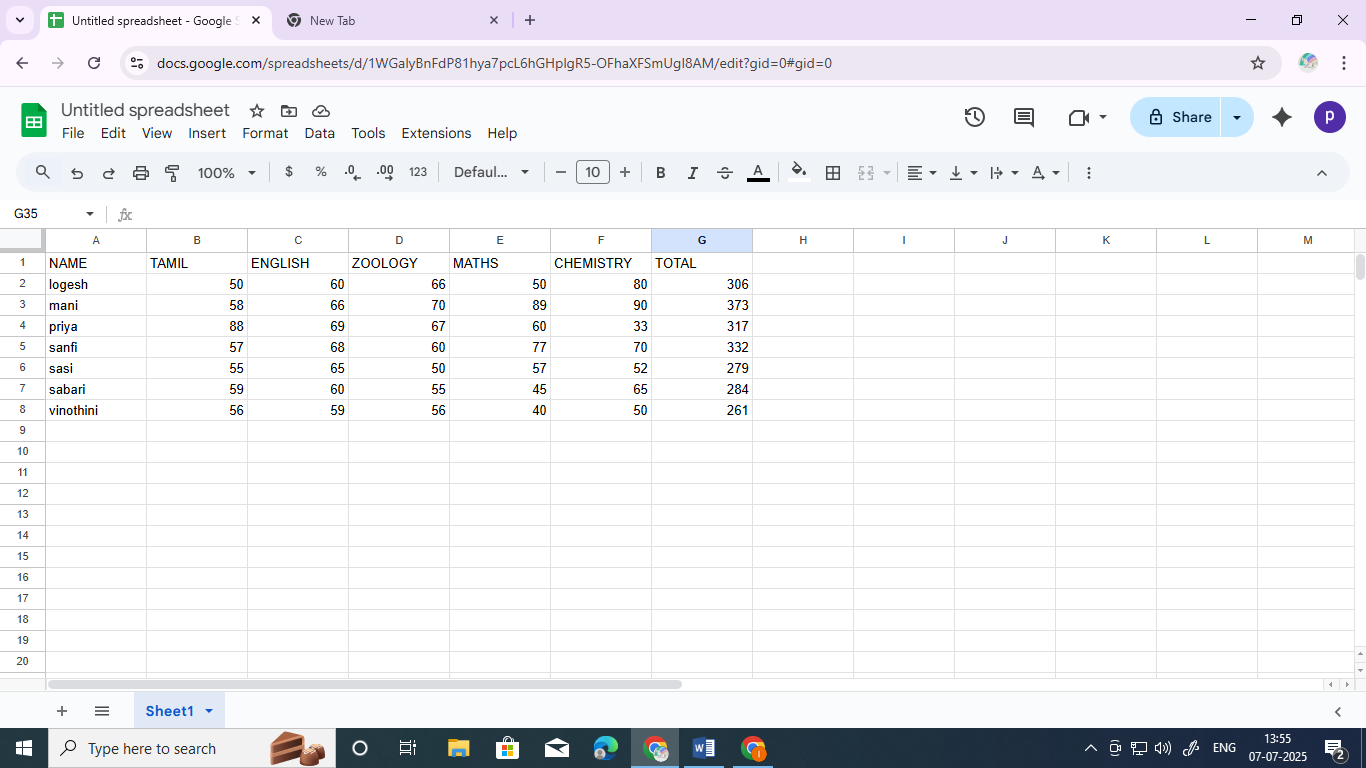 Untitled spreadsheet - Google S
New Tab
docs.google.com/spreadsheets/d/1WGalyBnFdP81hya7pcL6hGHplgR5-OFhaXFSmUgI8AM/edit?gid=0#gid=0
Untitled spreadsheet
File Edit View Insert Format Data Tools Extensions Help
Share
p
100% $ % .0 .00 123 Defaul... 10 B I S A A
G35 fx
A B C D E F G H I J K L M
1 NAME TAMIL ENGLISH ZOOLOGY MATHS CHEMISTRY TOTAL
2 logesh 50 60 66 50 80 306
3 mani 58 66 70 89 90 373
4 priya 88 69 67 60 33 317
5 sanfi 57 68 60 77 70 332
6 sasi 55 65 50 57 52 279
7 sabari 59 60 55 45 65 284
8 vinothini 56 59 56 40 50 261
9
10
11
12
13
14
15
16
17
18
19
20
Sheet1
Type here to search
ENG
13:55
07-07-2025
2